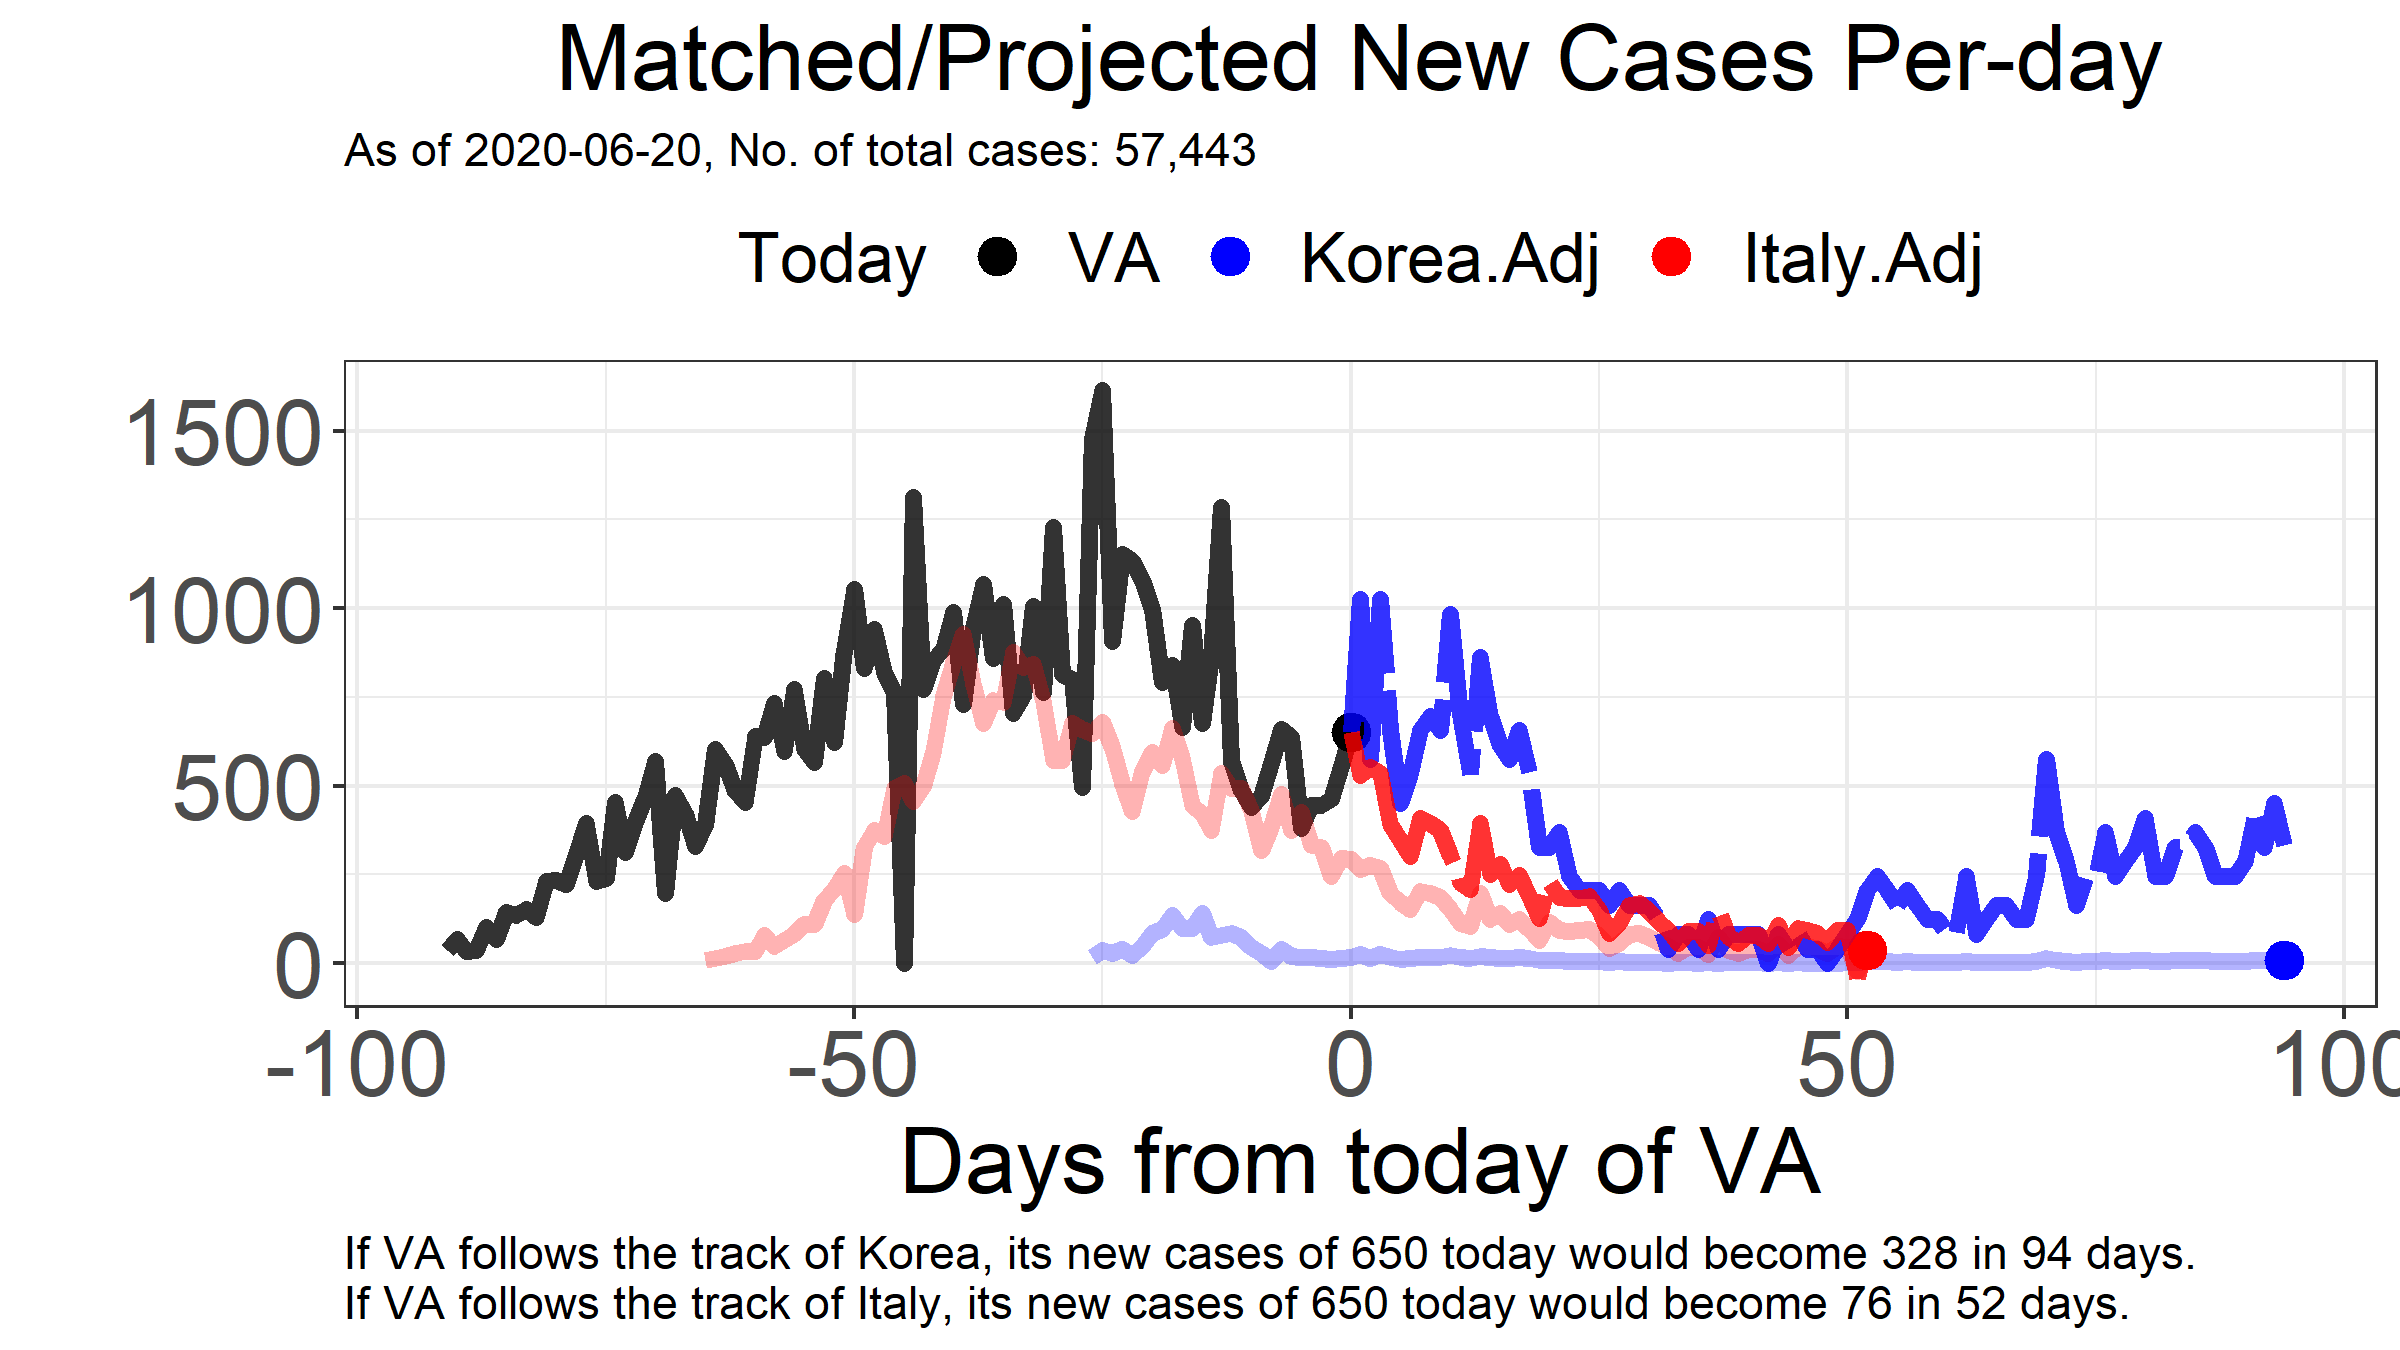 Matched/Projected New Cases Per-day
As of 2020-06-20, No. of total cases: 57,443
Today VA Korea.Adj Italy.Adj
1500
1000
500
0
-100 -50 0 50 100
Days from today of VA
If VA follows the track of Korea, its new cases of 650 today would become 328 in 94 days.
If VA follows the track of Italy, its new cases of 650 today would become 76 in 52 days.